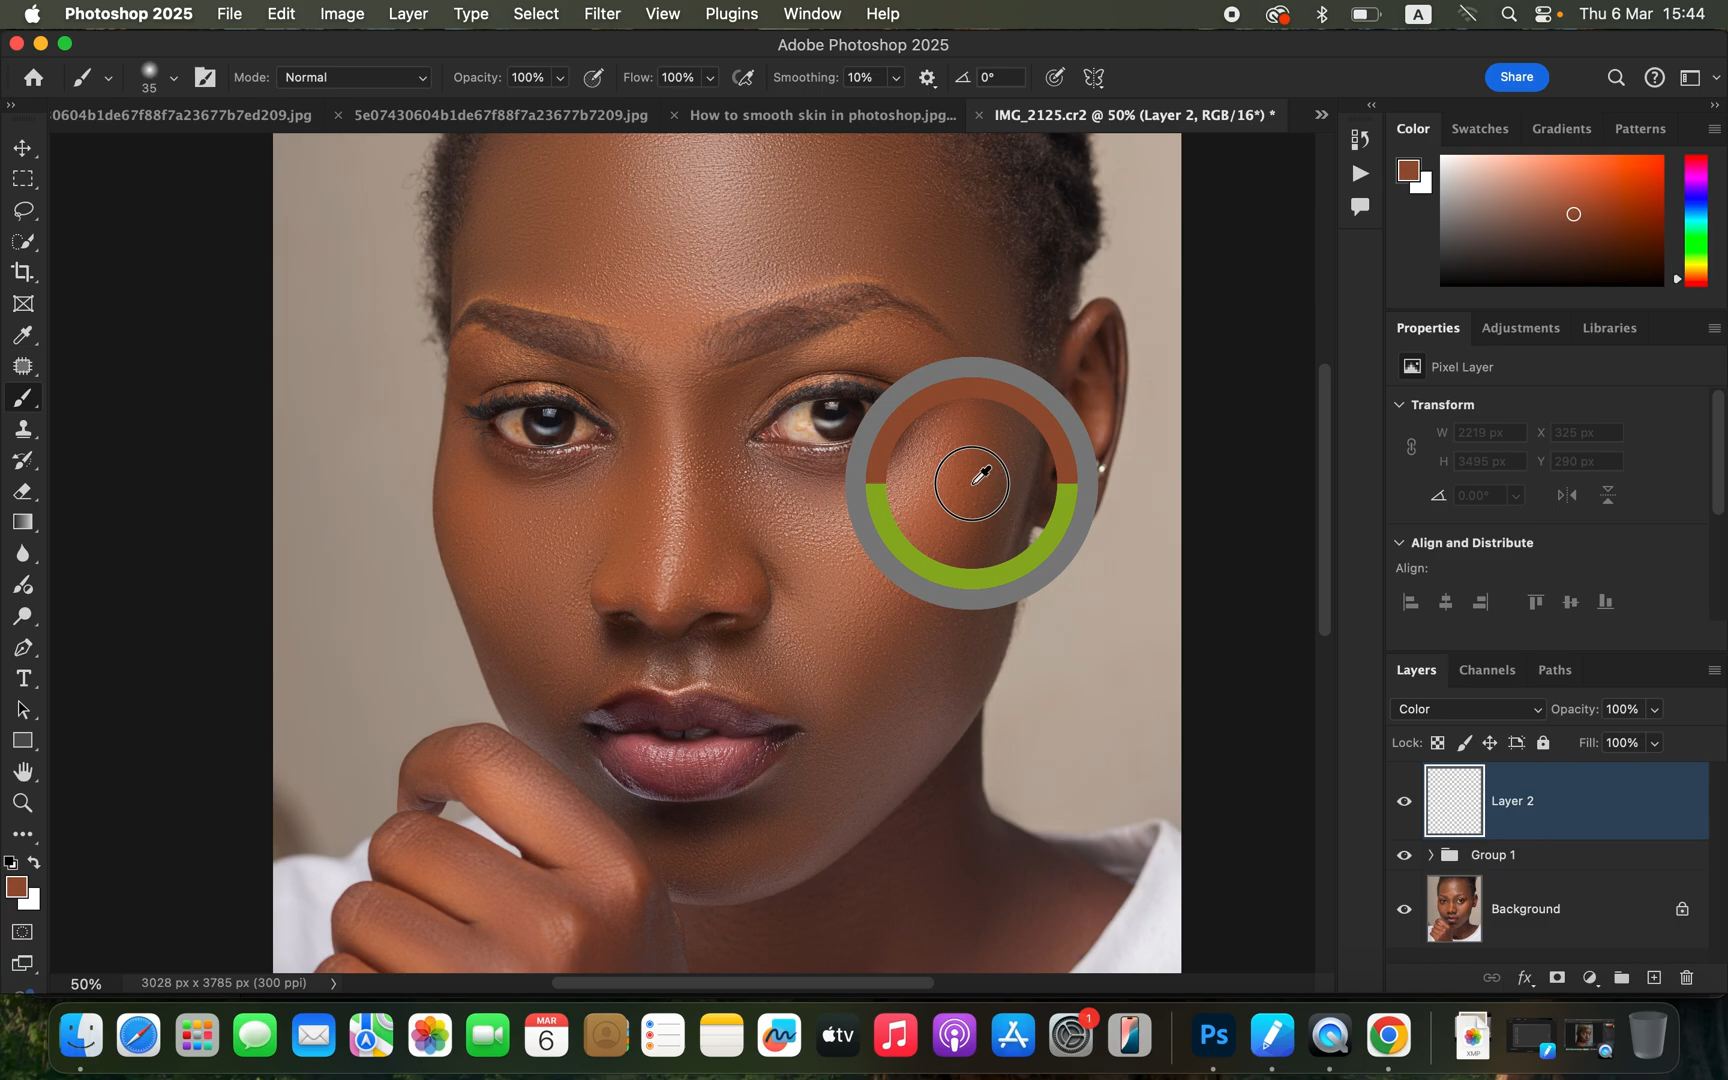 Photoshop 2025 File Edit Image Layer Type Select Filter View Plugins Window Help A Thu 6 Mar 15:44
Adobe Photoshop 2025
35 Mode: Normal Opacity: 100% Flow: 100% Smoothing: 10% 0° Share
0604b1de67f88f7a23677b7ed209.jpg × 5e07430604b1de67f88f7a23677b7209.jpg × How to smooth skin in photoshop.jpg... × IMG_2125.cr2 @ 50% (Layer 2, RGB/16*) *
Color Swatches Gradients Patterns
Properties Adjustments Libraries
Pixel Layer
Transform
W 2219 px X 325 px
H 3495 px Y 290 px
0.00°
Align and Distribute
Align:
Layers Channels Paths
Color Opacity: 100%
Lock: Fill: 100%
Layer 2
Group 1
Background
fx
50% 3028 px x 3785 px (300 ppi)
MAR
6
tv
1
Ps
XMP